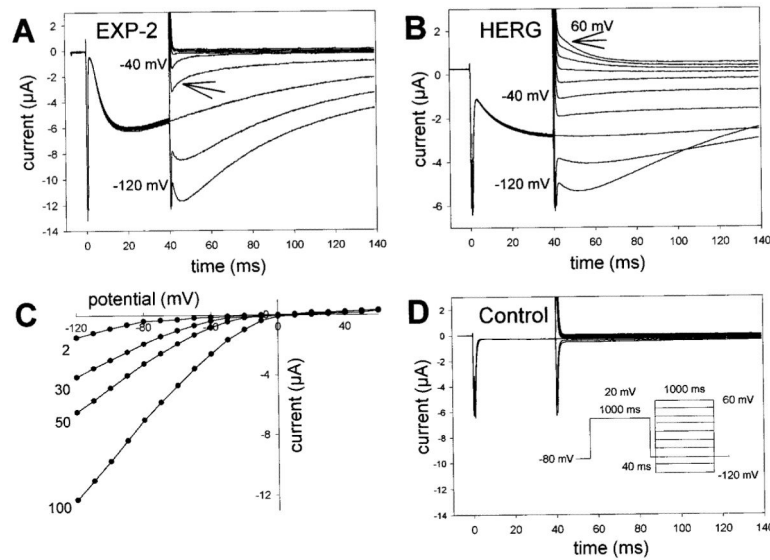 A
EXP-2
2
0
-2
-4
-6
-8
-10
-12
-14
current (µA)
-40 mV
-120 mV
0 20 40 60 80 100 120 140
time (ms)
B
HERG
2
0
-2
-4
-6
current (µA)
60 mV
-40 mV
-120 mV
0 20 40 60 80 100 120 140
time (ms)
C
potential (mV)
-120 -80 -40 0 40
-4
-8
-12
current (µA)
2
30
50
100
D
Control
2
0
-2
-4
-6
-8
-10
-12
-14
current (µA)
20 mV
1000 ms
1000 ms
60 mV
-80 mV
40 ms
-120 mV
0 20 40 60 80 100 120 140
time (ms)